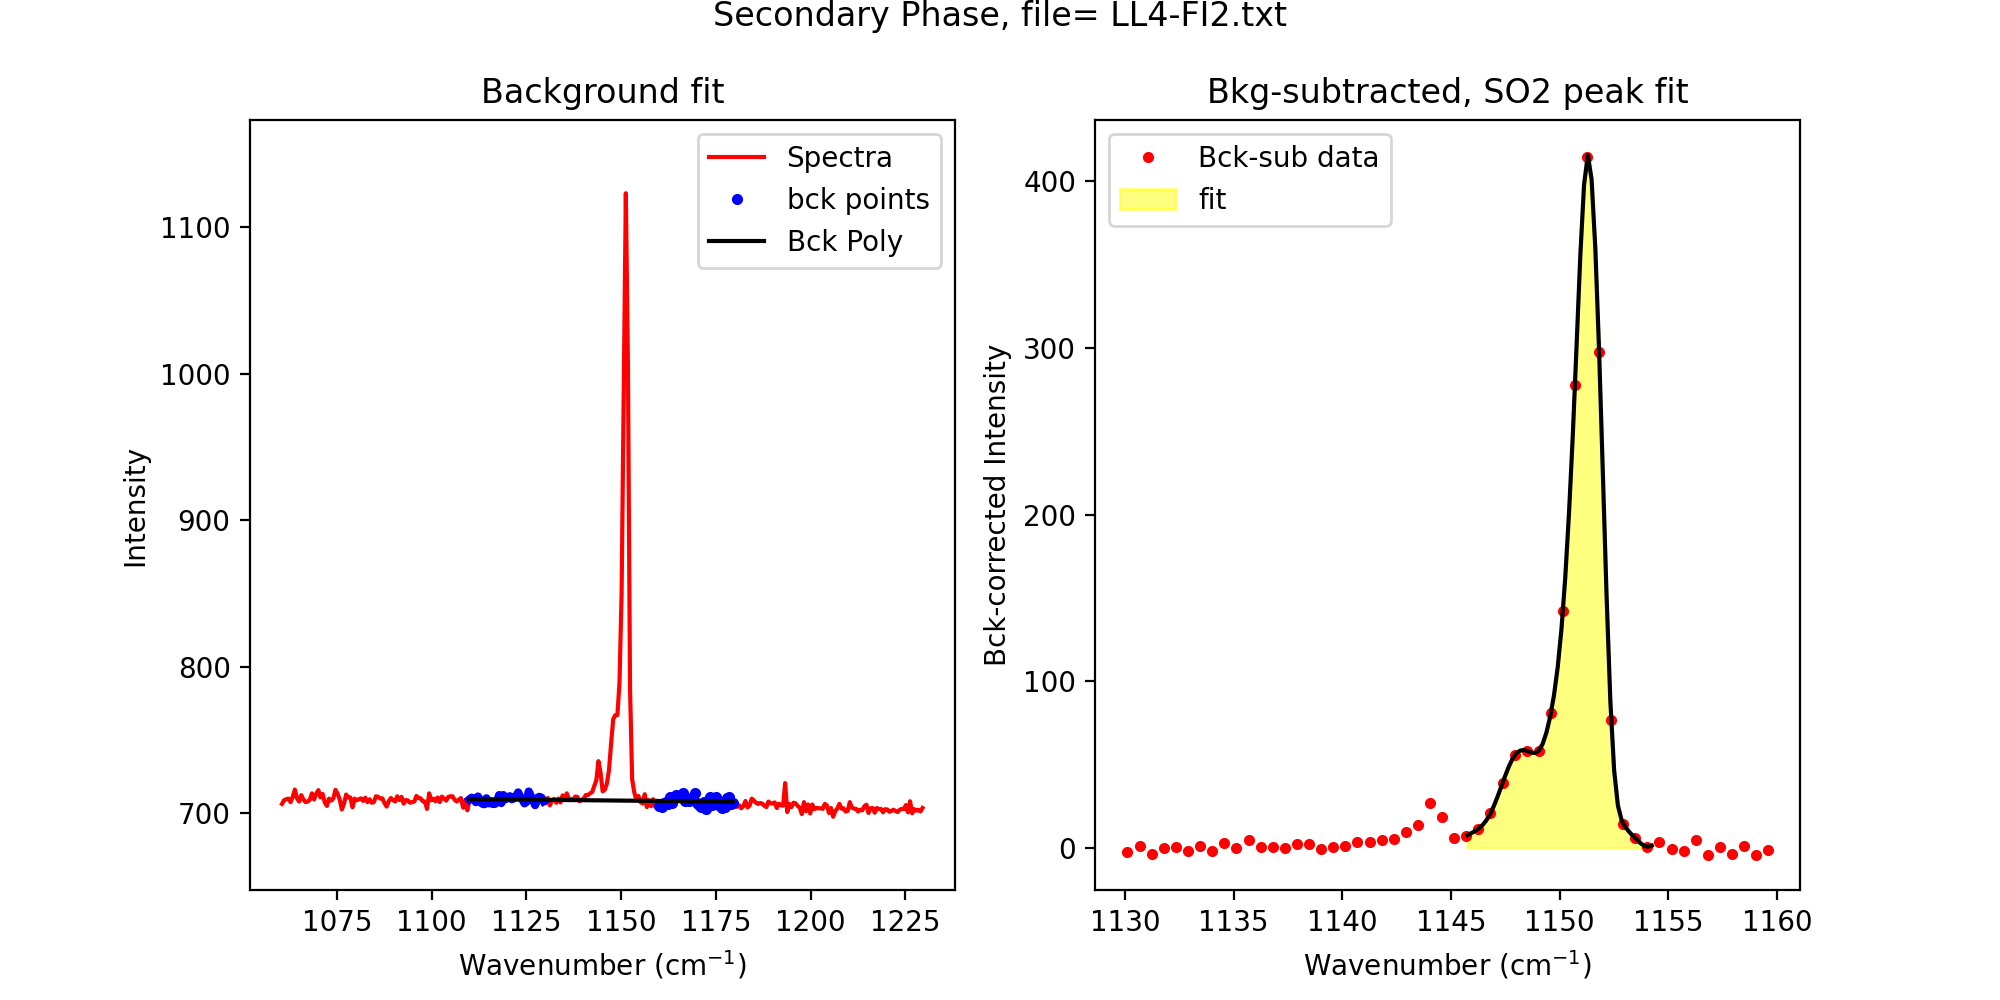 Secondary Phase, file= LL4-FI2.txt
Background fit
Spectra
bck points
Bck Poly
1100
1000
900
800
700
Intensity
1075 1100 1125 1150 1175 1200 1225
Wavenumber (cm⁻¹)
Bkg-subtracted, SO2 peak fit
Bck-sub data
fit
400
300
200
100
0
Bck-corrected Intensity
1130 1135 1140 1145 1150 1155 1160
Wavenumber (cm⁻¹)